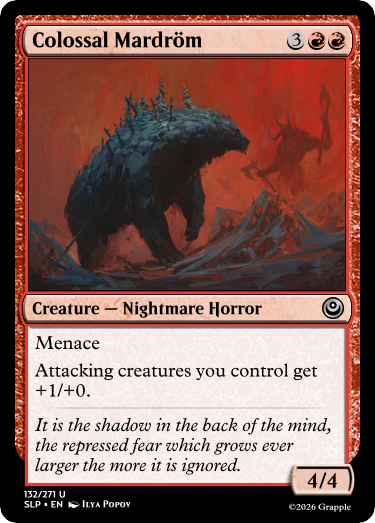 Colossal Mardröm 3
Creature — Nightmare Horror
Menace
Attacking creatures you control get
+1/+0.
It is the shadow in the back of the mind,
the repressed fear which grows ever
larger the more it is ignored.
4/4
132/271 U
SLP • EN Ilya Popov
©2026 Grapple